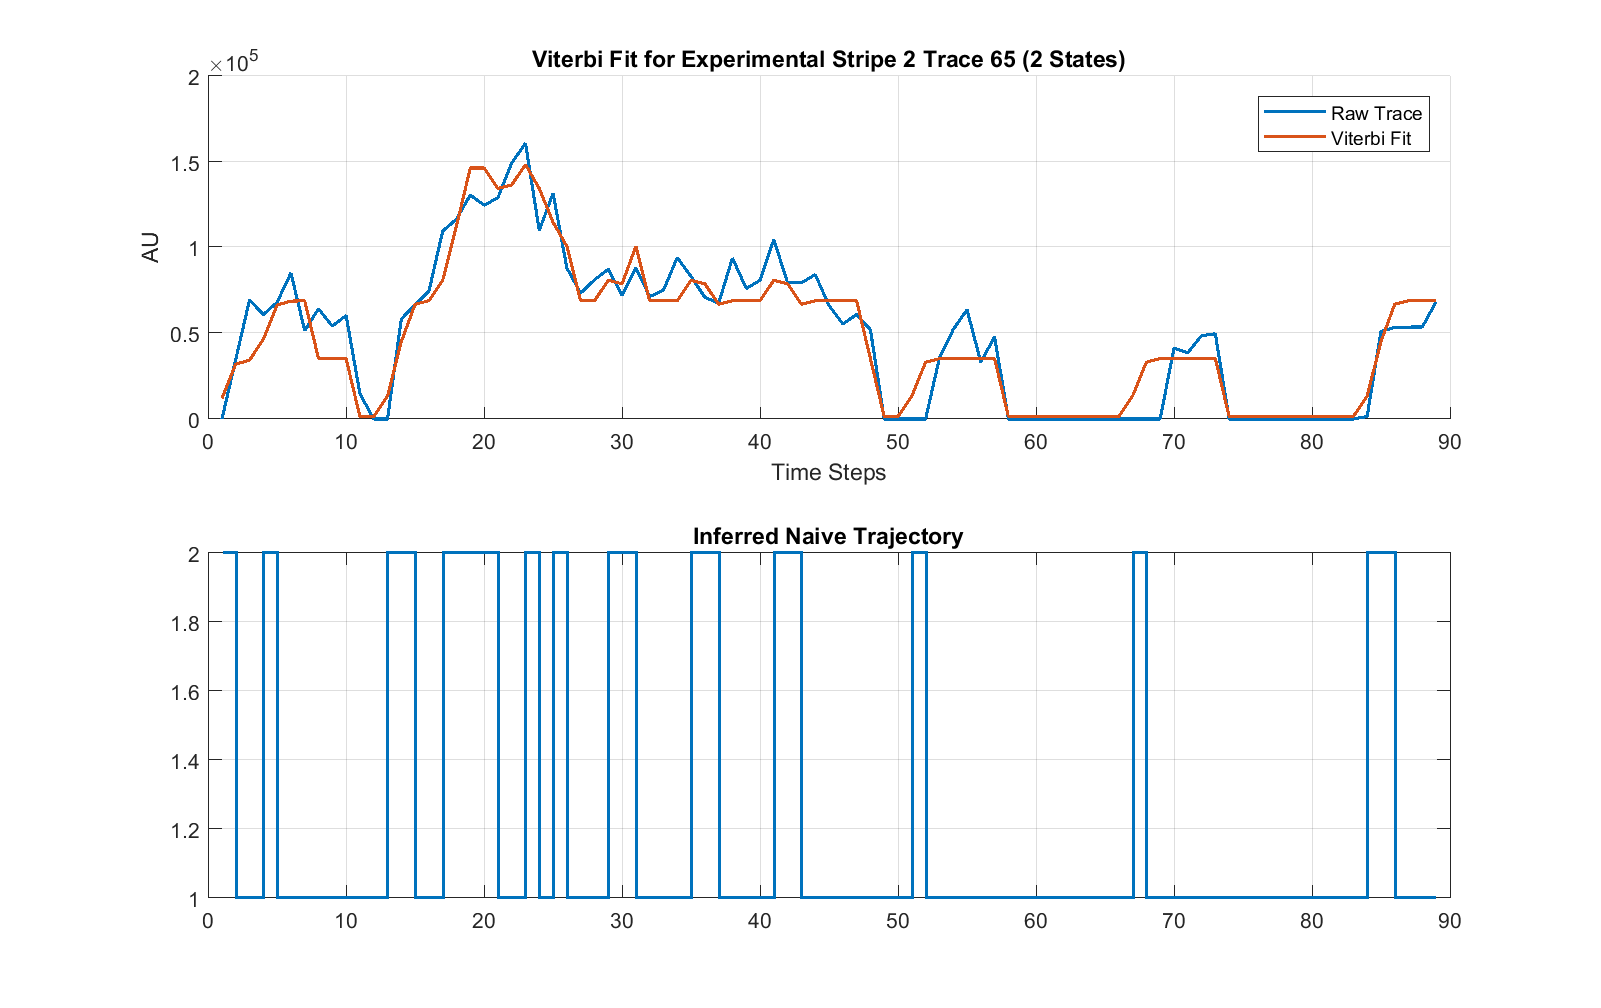 Viterbi Fit for Experimental Stripe 2 Trace 65 (2 States)
×10^5
2
1.5
1
0.5
0
AU
Raw Trace
Viterbi Fit
0 10 20 30 40 50 60 70 80 90
Time Steps
Inferred Naive Trajectory
2
1.8
1.6
1.4
1.2
1
0 10 20 30 40 50 60 70 80 90